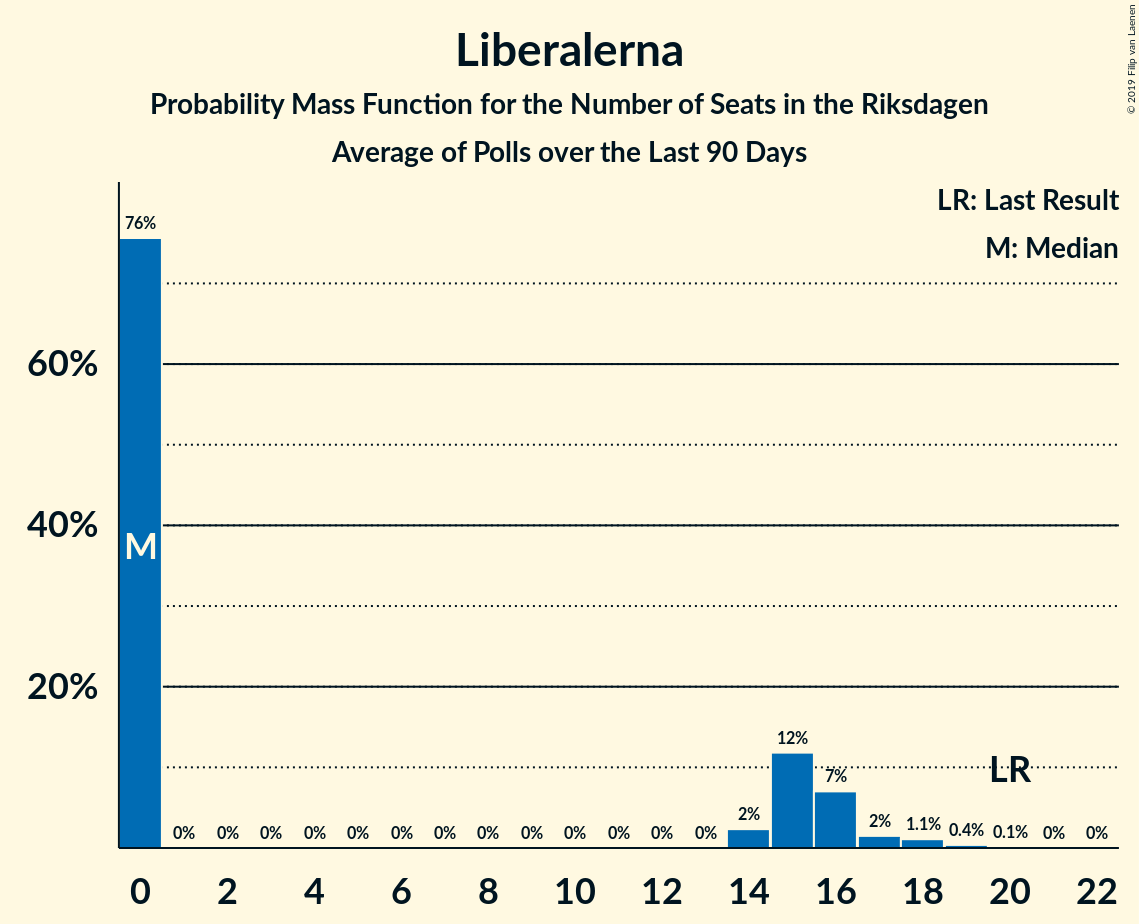 Liberalerna
Probability Mass Function for the Number of Seats in the Riksdagen
Average of Polls over the Last 90 Days
© 2019 Filip van Laenen
LR: Last Result
M: Median
76%
60%
40%
M
20%
12%
LR
7%
2%
2%
1.1%
0.4%
0.1%
0% 0% 0% 0% 0% 0% 0% 0% 0% 0% 0% 0% 0% 0% 0%
0 2 4 6 8 10 12 14 16 18 20 22